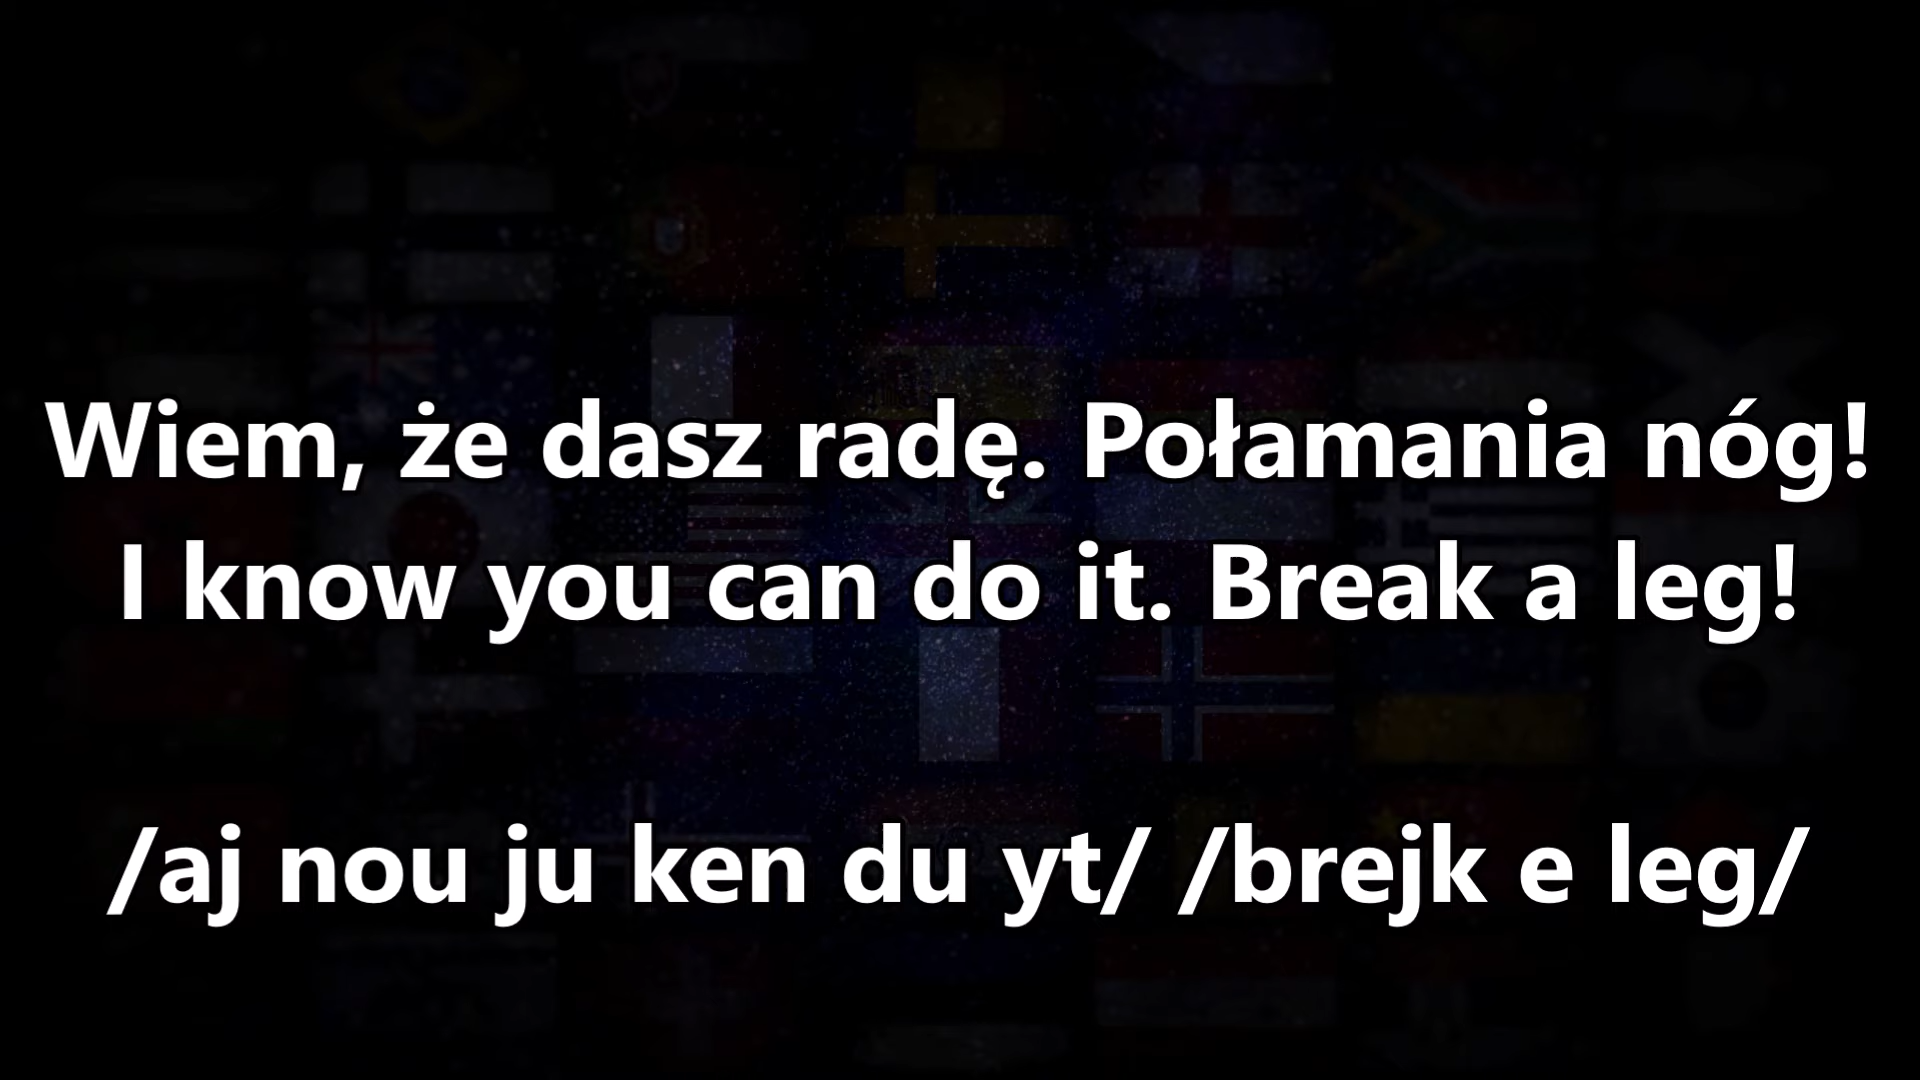 Wiem, że dasz radę. Połamania nóg!
I know you can do it. Break a leg!
/aj nou ju ken du yt/ /brejk e leg/